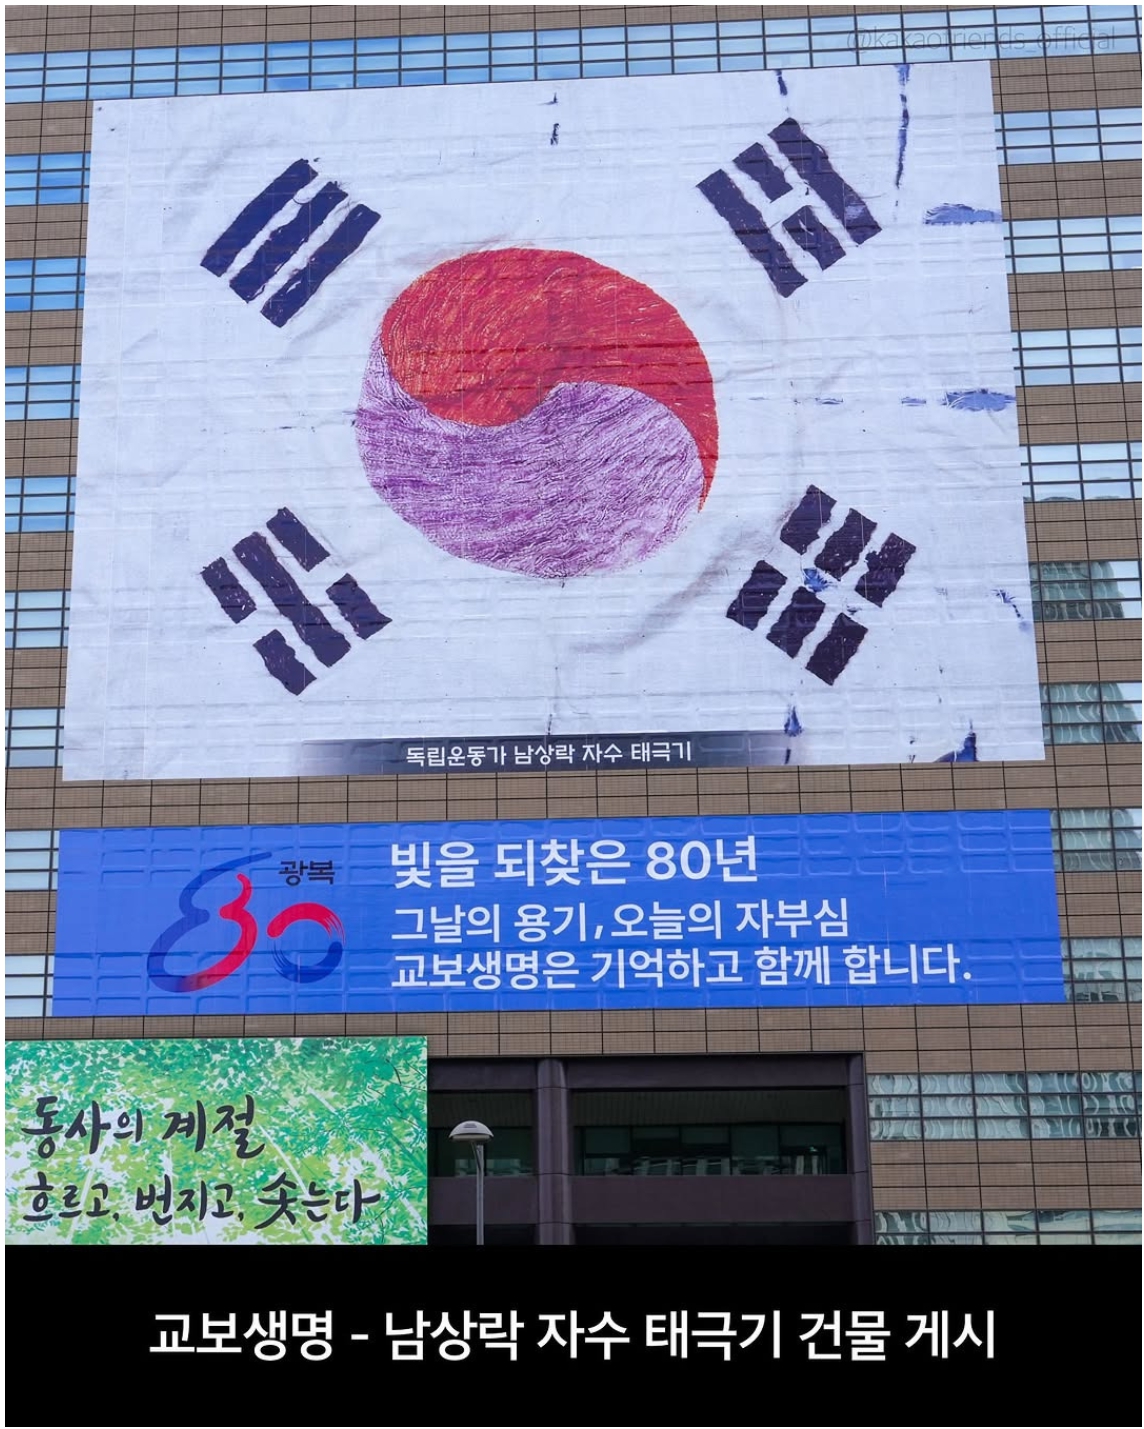 @kakaofriends_official
독립운동가 남상락 자수 태극기
광복
80
빛을 되찾은 80년
그날의 용기, 오늘의 자부심
교보생명은 기억하고 함께 합니다.
동사의 계절
흐르고, 번지고, 솟는다
교보생명 - 남상락 자수 태극기 건물 게시